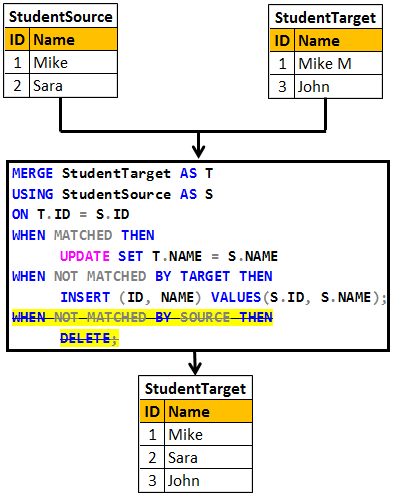 StudentSource
ID Name
1 Mike
2 Sara
StudentTarget
ID Name
1 Mike M
3 John
MERGE StudentTarget AS T
USING StudentSource AS S
ON T.ID = S.ID
WHEN MATCHED THEN
UPDATE SET T.NAME = S.NAME
WHEN NOT MATCHED BY TARGET THEN
INSERT (ID, NAME) VALUES(S.ID, S.NAME);
WHEN NOT MATCHED BY SOURCE THEN
DELETE;
StudentTarget
ID Name
1 Mike
2 Sara
3 John